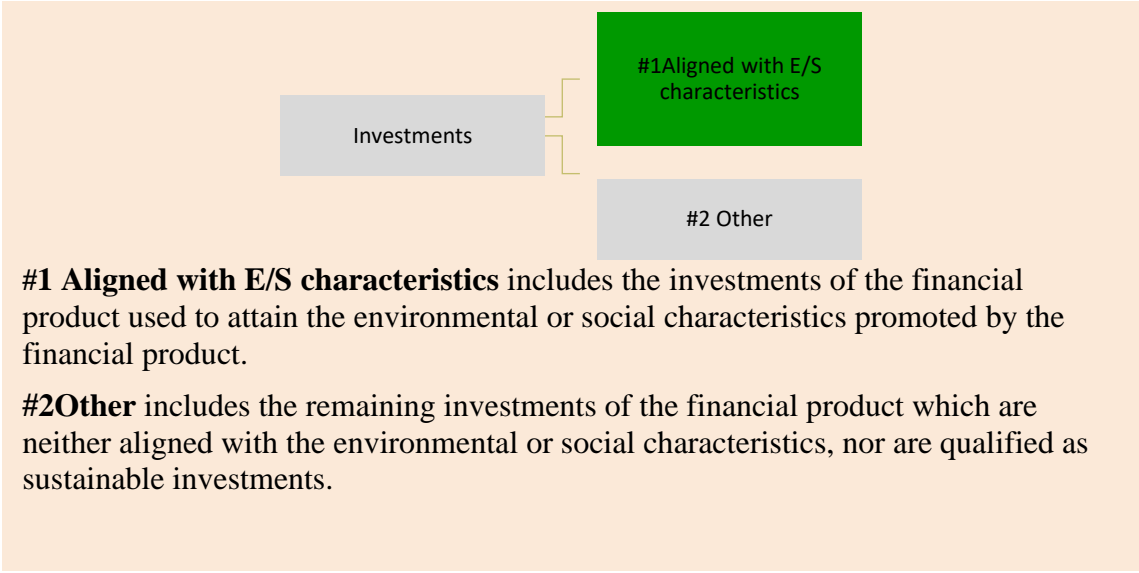 #1Aligned with E/S
characteristics
Investments
#2 Other
#1 Aligned with E/S characteristics includes the investments of the financial
product used to attain the environmental or social characteristics promoted by the
financial product.
#2Other includes the remaining investments of the financial product which are
neither aligned with the environmental or social characteristics, nor are qualified as
sustainable investments.